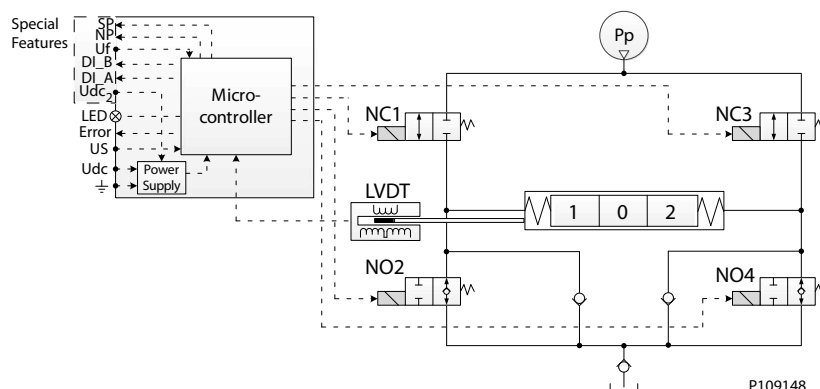 Special
Features
SP
NP
Uf
DI_B
DI_A
Udc2
LED
Error
US
Udc
Micro-
controller
Power
Supply
Pp
NC1
NC3
LVDT
1 0 2
NO2
NO4
P109148